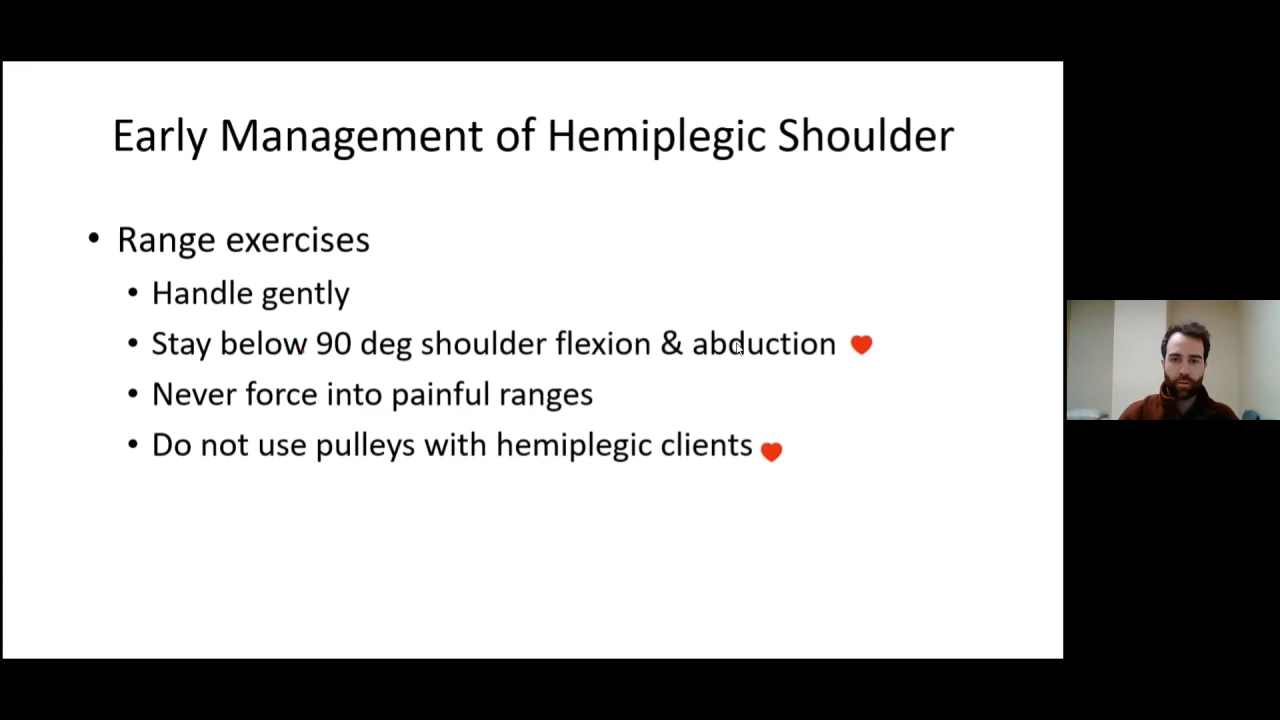 Early Management of Hemiplegic Shoulder
• Range exercises
• Handle gently
• Stay below 90 deg shoulder flexion & abduction
• Never force into painful ranges
• Do not use pulleys with hemiplegic clients